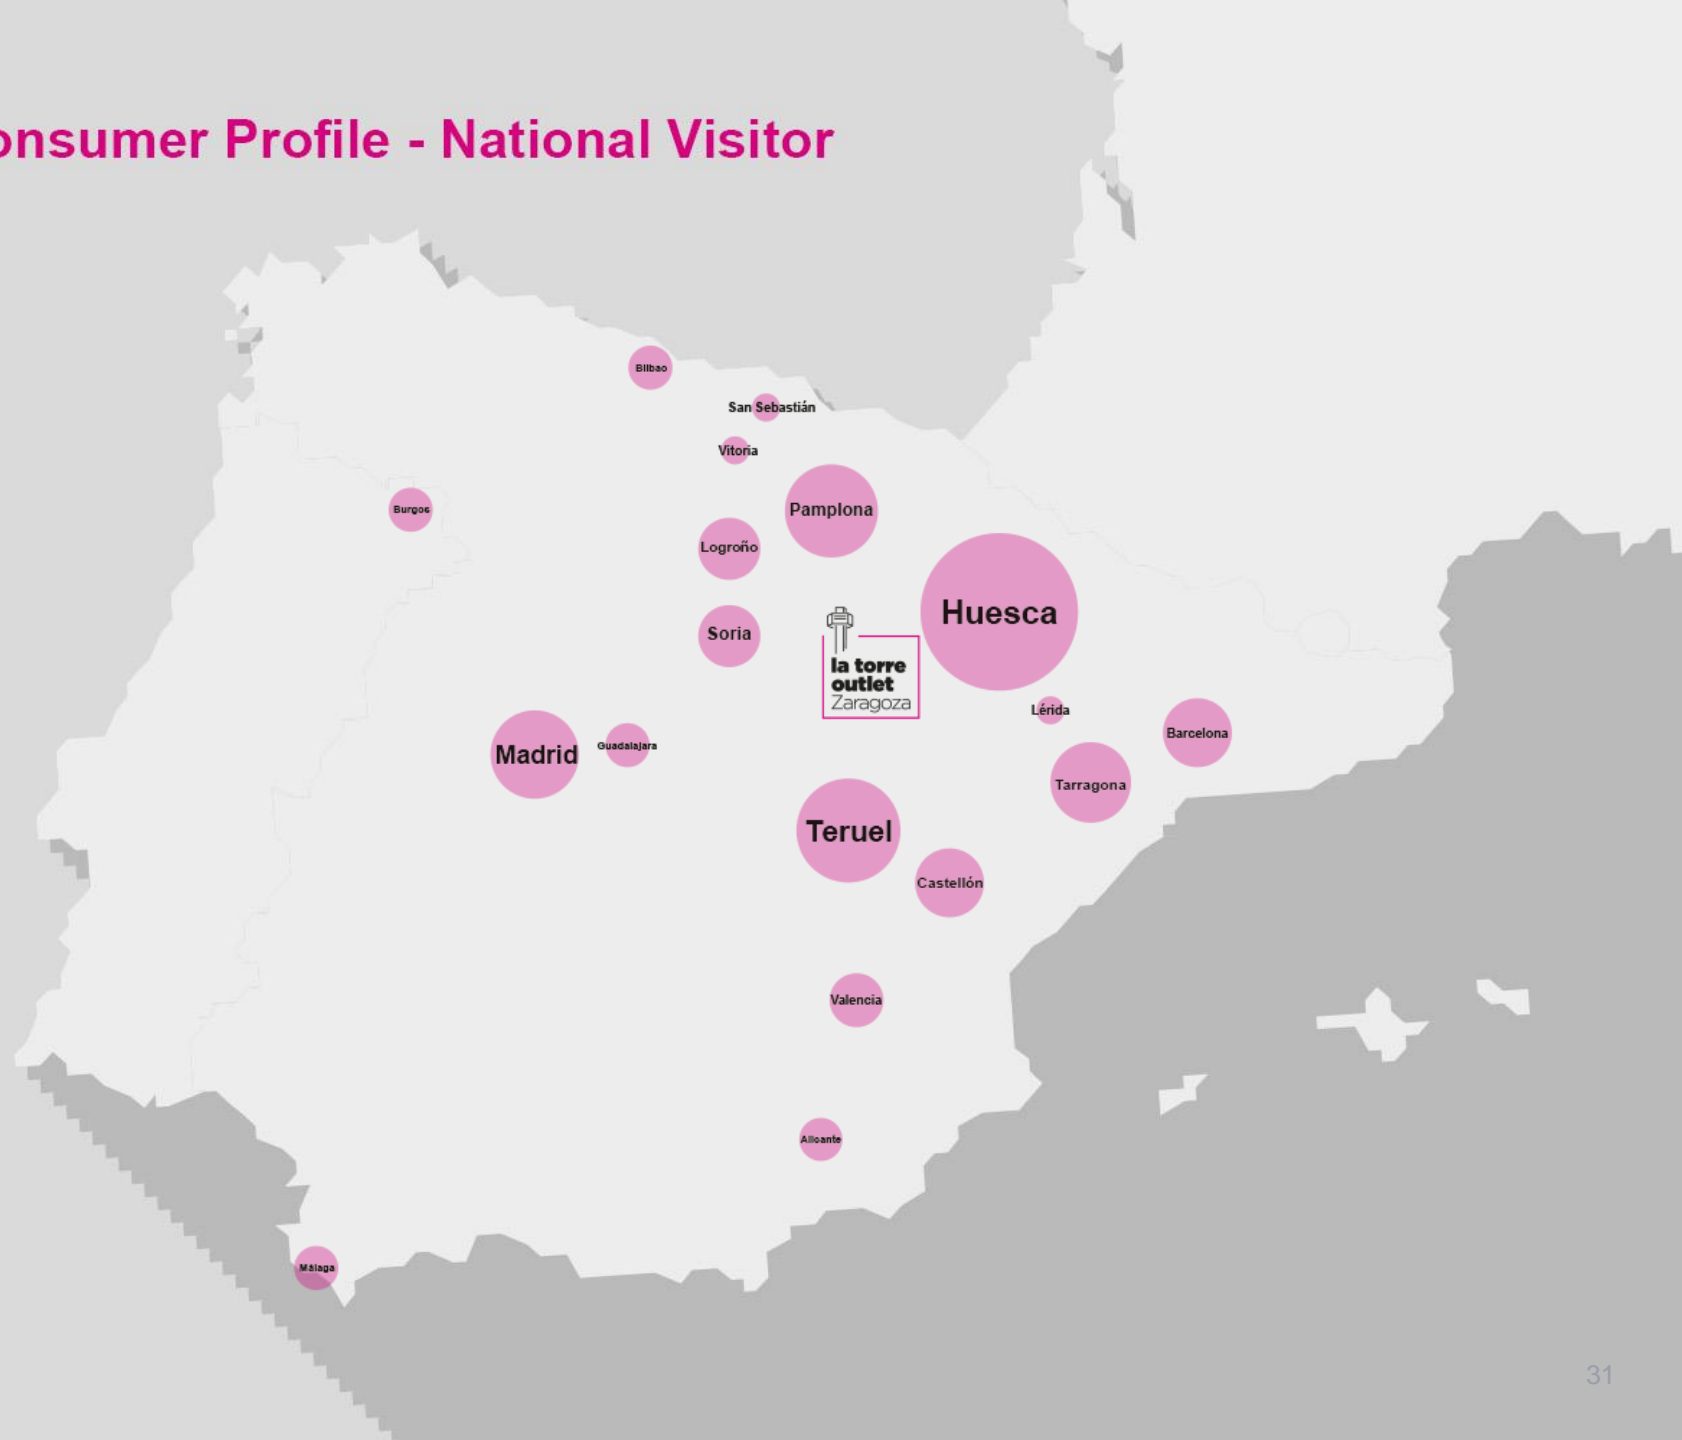 onsumer Profile - National Visitor
Bilbao
San Sebastián
Vitoria
Burgos
Pamplona
Logroño
Huesca
Soria
la torre
outlet
Zaragoza
Lérida
Barcelona
Madrid
Guadalajara
Tarragona
Teruel
Castellón
Valencia
Alicante
Málaga
31